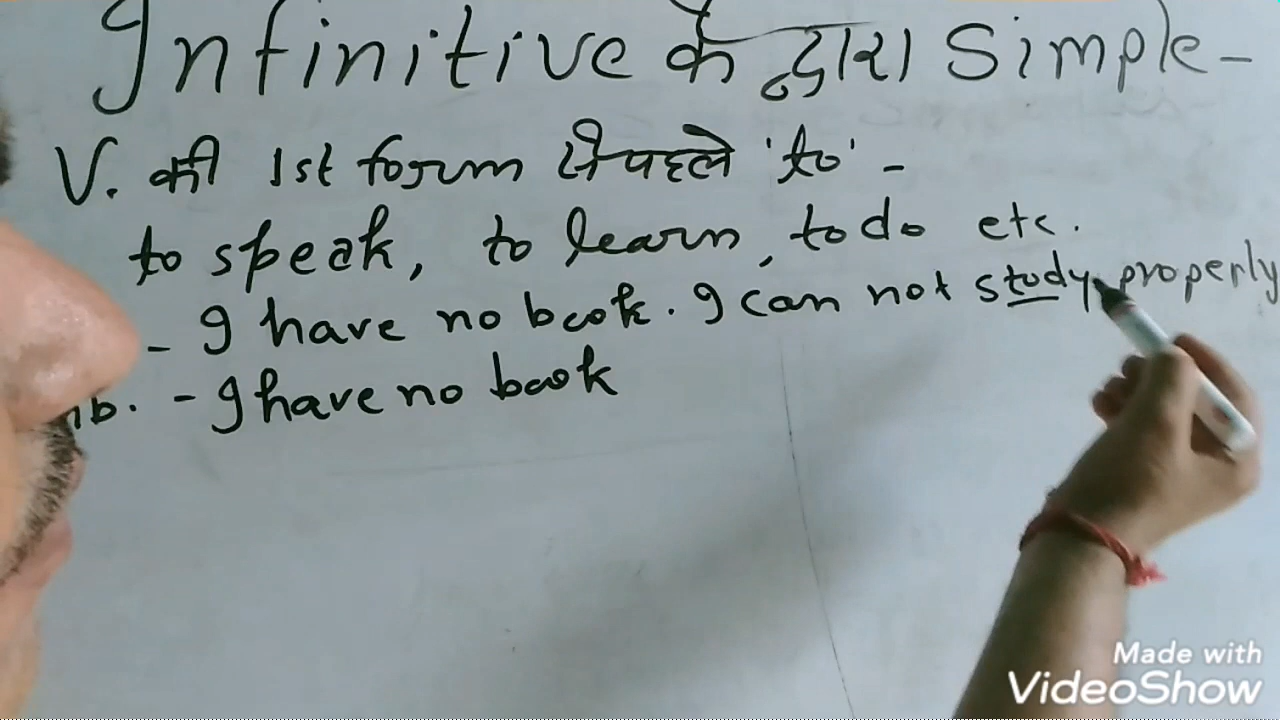 Infinitive के द्वारा Simple -
V. की 1st form से पहले 'to' -
to speak, to learn, to do etc.
- I have no book. I can not study properly
mb. - I have no book
Made with
VideoShow